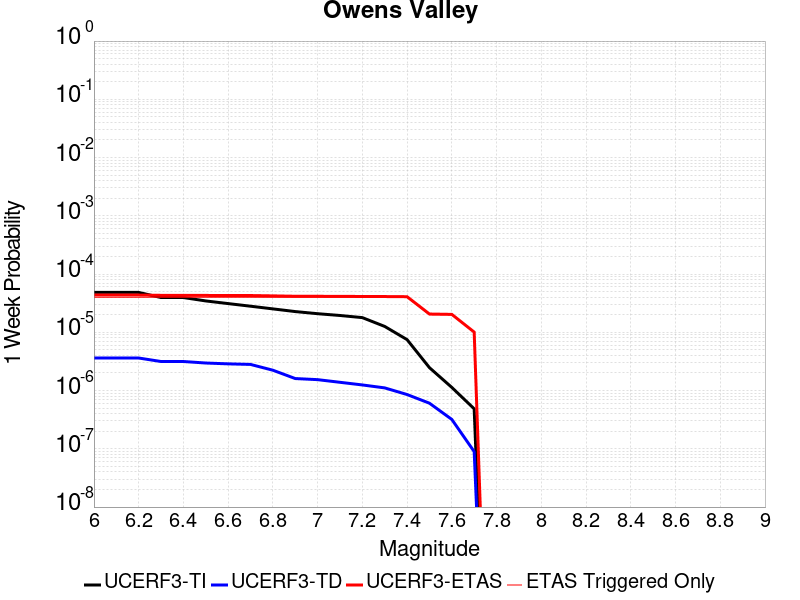 Owens Valley
10^0
10^-1
10^-2
10^-3
10^-4
10^-5
10^-6
10^-7
10^-8
1 Week Probability
6 6.2 6.4 6.6 6.8 7 7.2 7.4 7.6 7.8 8 8.2 8.4 8.6 8.8 9
Magnitude
UCERF3-TI UCERF3-TD UCERF3-ETAS ETAS Triggered Only